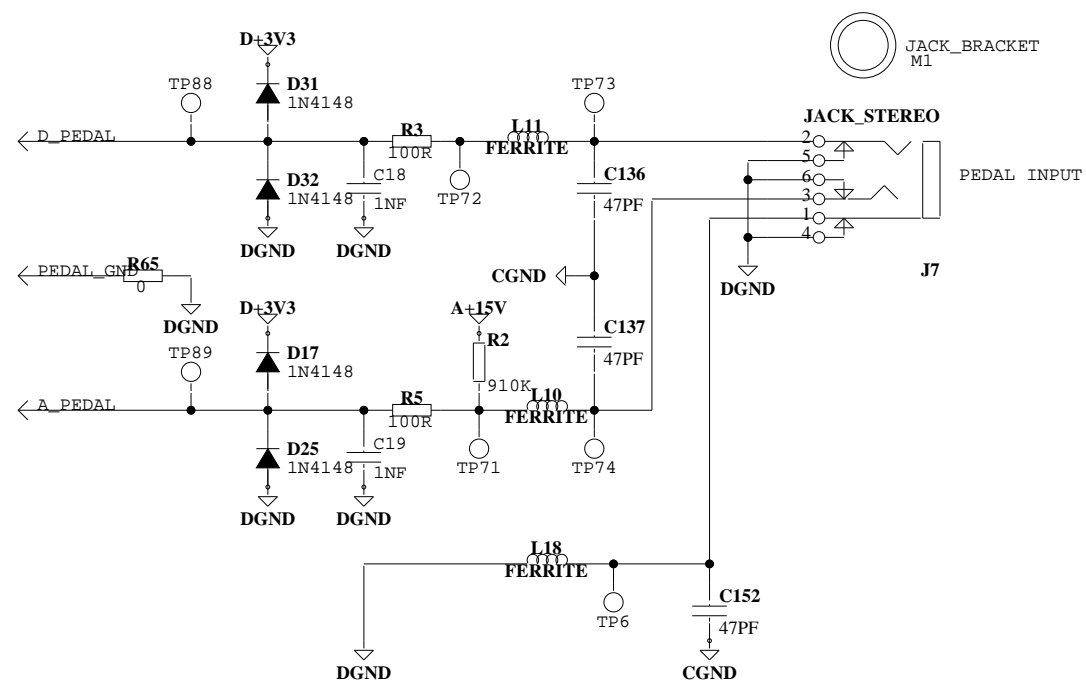 D+3V3
JACK_BRACKET
M1
TP88
D31
1N4148
TP73
JACK_STEREO
D_PEDAL
R3
100R
L11
FERRITE
2
5
6
3
1
4
PEDAL INPUT
D32
1N4148
C18
1NF
TP72
C136
47PF
DGND
DGND
PEDAL_GND
R65
0
CGND
J7
DGND
DGND
D+3V3
A+15V
TP89
D17
1N4148
R2
910K
C137
47PF
A_PEDAL
R5
100R
L10
FERRITE
D25
1N4148
C19
1NF
TP71
TP74
DGND
DGND
L18
FERRITE
TP6
C152
47PF
DGND
CGND